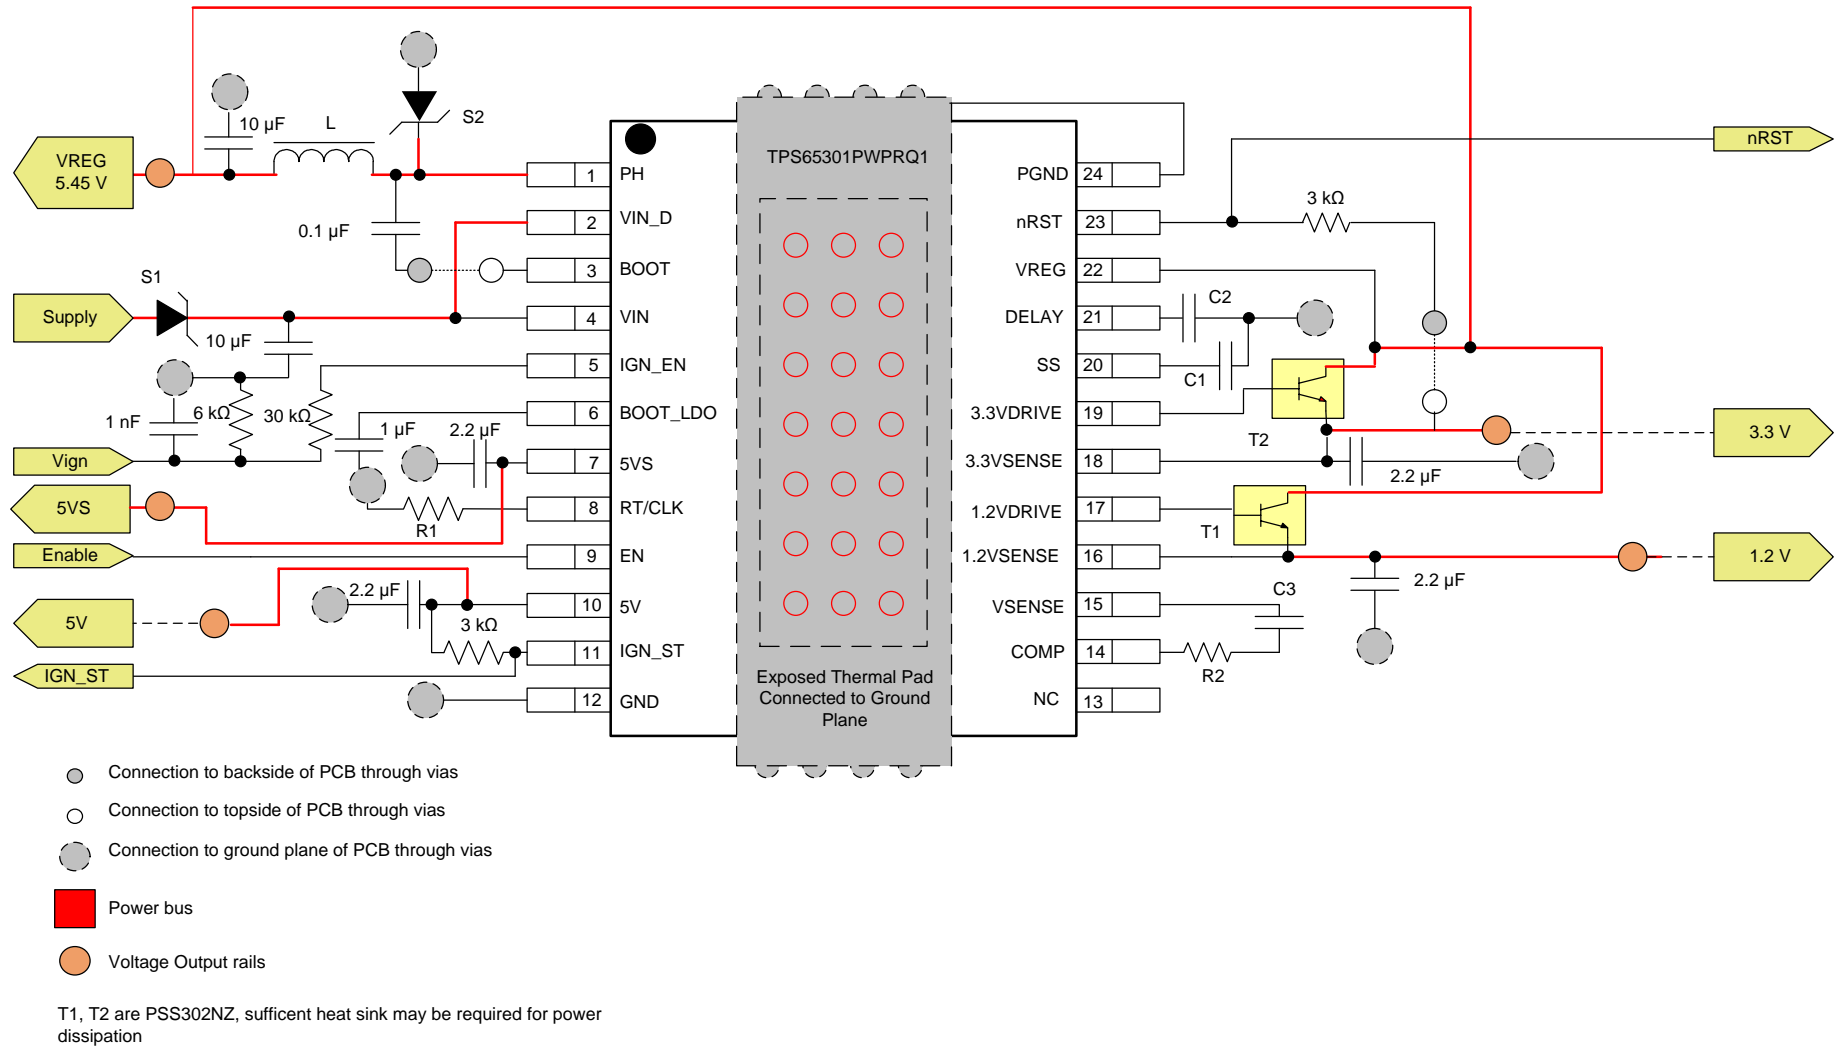 S2
10 µF
L
VREG
5.45 V
TPS65301PWPRQ1
nRST
1
PH
PGND
24
3 kΩ
0.1 µF
2
VIN_D
nRST
23
S1
3
BOOT
VREG
22
C2
Supply
4
VIN
DELAY
21
10 µF
5
IGN_EN
SS
20
C1
1 nF
6 kΩ
30 kΩ
1 µF
2.2 µF
6
BOOT_LDO
3.3VDRIVE
19
T2
3.3 V
Vign
7
5VS
3.3VSENSE
18
2.2 µF
5VS
R1
8
RT/CLK
1.2VDRIVE
17
T1
Enable
9
EN
1.2VSENSE
16
1.2 V
2.2 µF
2.2 µF
C3
5V
3 kΩ
10
5V
VSENSE
15
IGN_ST
11
IGN_ST
COMP
14
R2
12
GND
NC
13
Exposed Thermal Pad
Connected to Ground
Plane
Connection to backside of PCB through vias
Connection to topside of PCB through vias
Connection to ground plane of PCB through vias
Power bus
Voltage Output rails
T1, T2 are PSS302NZ, sufficent heat sink may be required for power
dissipation